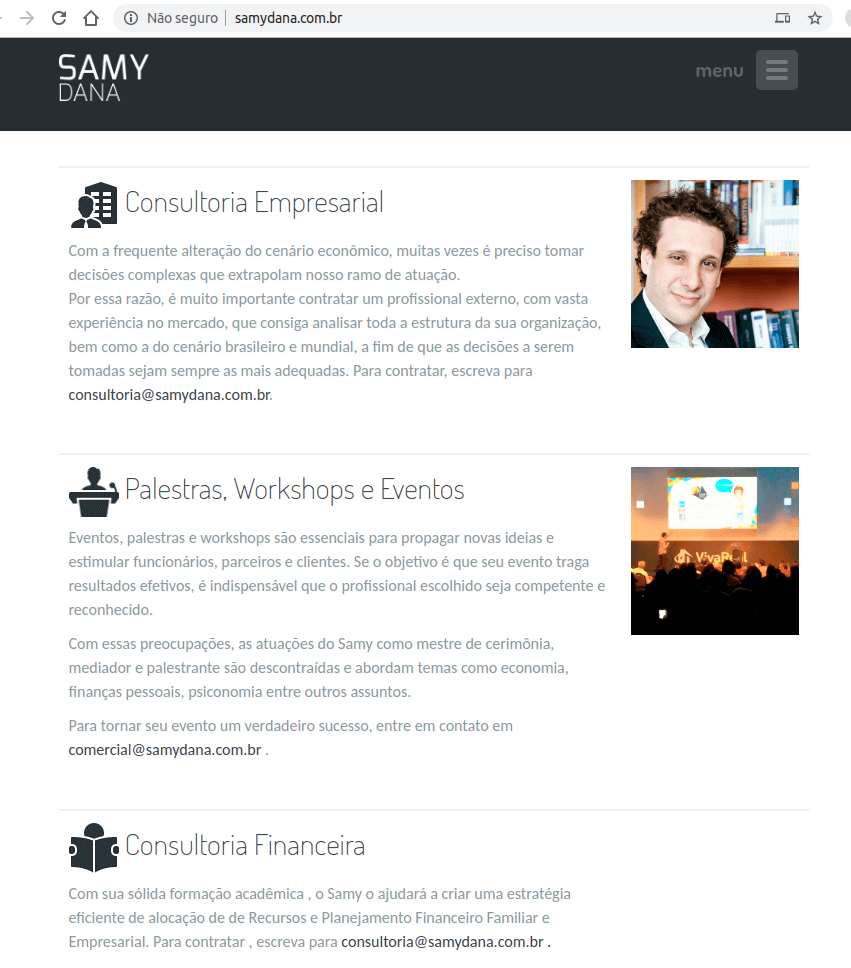 Não seguro | samydana.com.br
SAMY
DANA
menu
Consultoria Empresarial
Com a frequente alteração do cenário econômico, muitas vezes é preciso tomar
decisões complexas que extrapolam nosso ramo de atuação.
Por essa razão, é muito importante contratar um profissional externo, com vasta
experiência no mercado, que consiga analisar toda a estrutura da sua organização,
bem como a do cenário brasileiro e mundial, a fim de que as decisões a serem
tomadas sejam sempre as mais adequadas. Para contratar, escreva para
consultoria@samydana.com.br.
Palestras, Workshops e Eventos
Eventos, palestras e workshops são essenciais para propagar novas ideias e
estimular funcionários, parceiros e clientes. Se o objetivo é que seu evento traga
resultados efetivos, é indispensável que o profissional escolhido seja competente e
reconhecido.
Com essas preocupações, as atuações do Samy como mestre de cerimônia,
mediador e palestrante são descontraídas e abordam temas como economia,
finanças pessoais, psiconomia entre outros assuntos.
Para tornar seu evento um verdadeiro sucesso, entre em contato em
comercial@samydana.com.br .
VivaReal
Consultoria Financeira
Com sua sólida formação acadêmica , o Samy o ajudará a criar uma estratégia
eficiente de alocação de de Recursos e Planejamento Financeiro Familiar e
Empresarial. Para contratar , escreva para consultoria@samydana.com.br .